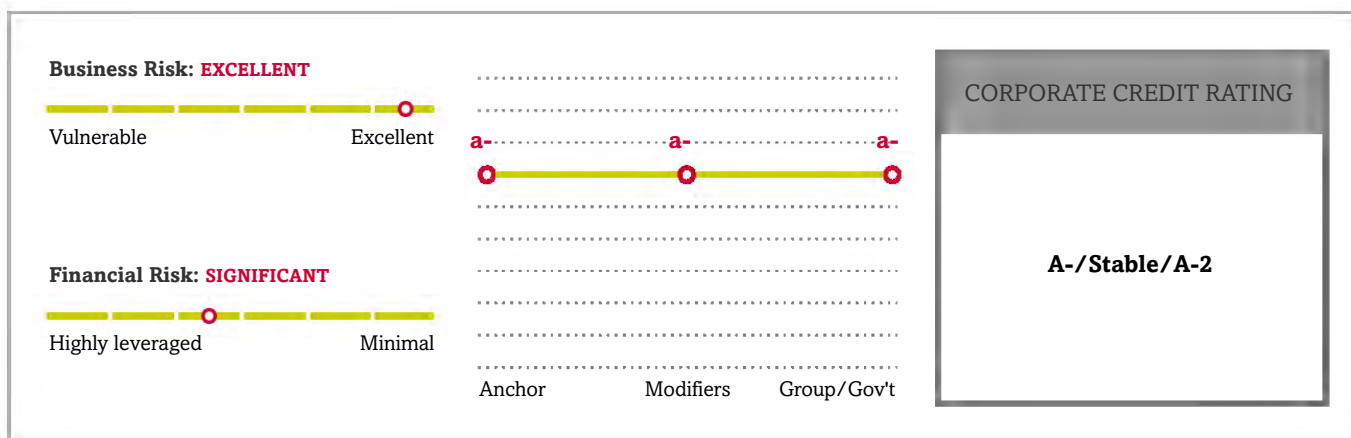 Business Risk: EXCELLENT
Vulnerable Excellent
Financial Risk: SIGNIFICANT
Highly leveraged Minimal
a- a- a-
Anchor Modifiers Group/Gov't
CORPORATE CREDIT RATING
A-/Stable/A-2